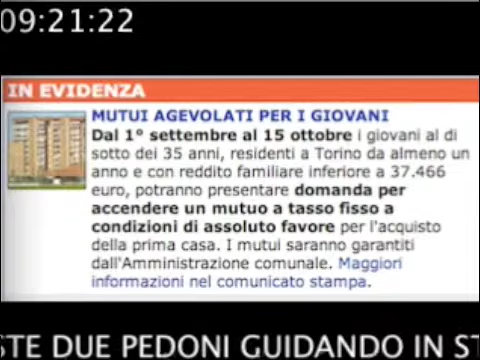 09:21:22
IN EVIDENZA
MUTUI AGEVOLATI PER I GIOVANI
Dal 1° settembre al 15 ottobre i giovani al di
sotto dei 35 anni, residenti a Torino da almeno un
anno e con reddito familiare inferiore a 37.466
euro, potranno presentare domanda per
accendere un mutuo a tasso fisso a
condizioni di assoluto favore per l'acquisto
della prima casa. I mutui saranno garantiti
dall'Amministrazione comunale. Maggiori
informazioni nel comunicato stampa.
STE DUE PEDONI GUIDANDO IN ST